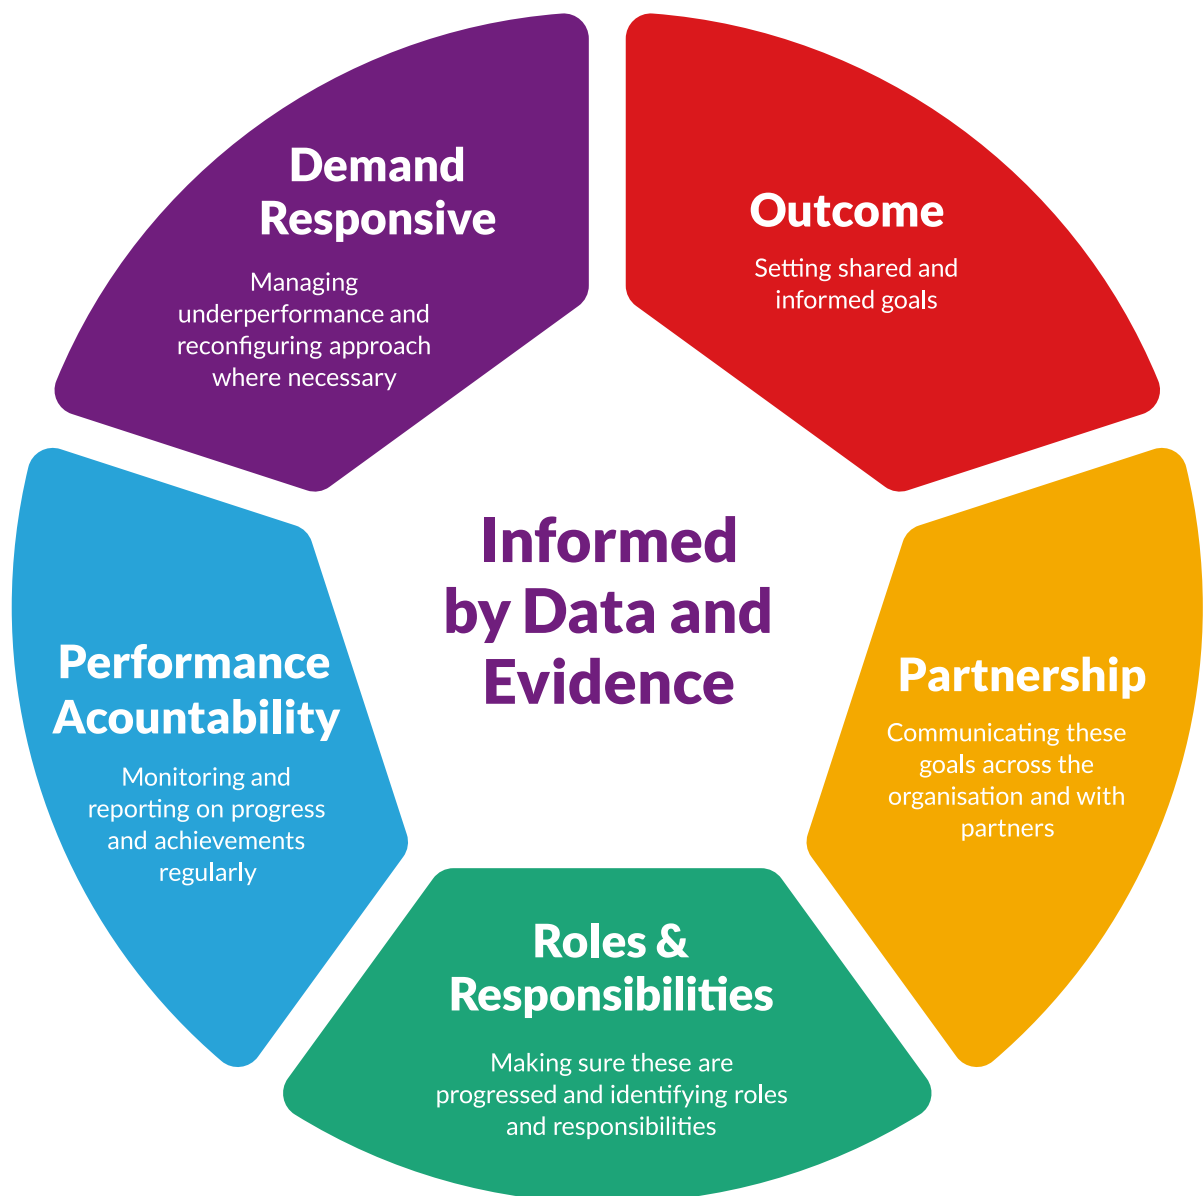 Demand
Responsive
Managing
underperformance and
reconfiguring approach
where necessary
Outcome
Setting shared and
informed goals
Informed
by Data and
Evidence
Performance
Acountability
Monitoring and
reporting on progress
and achievements
regularly
Partnership
Communicating these
goals across the
organisation and with
partners
Roles &
Responsibilities
Making sure these are
progressed and identifying roles
and responsibilities